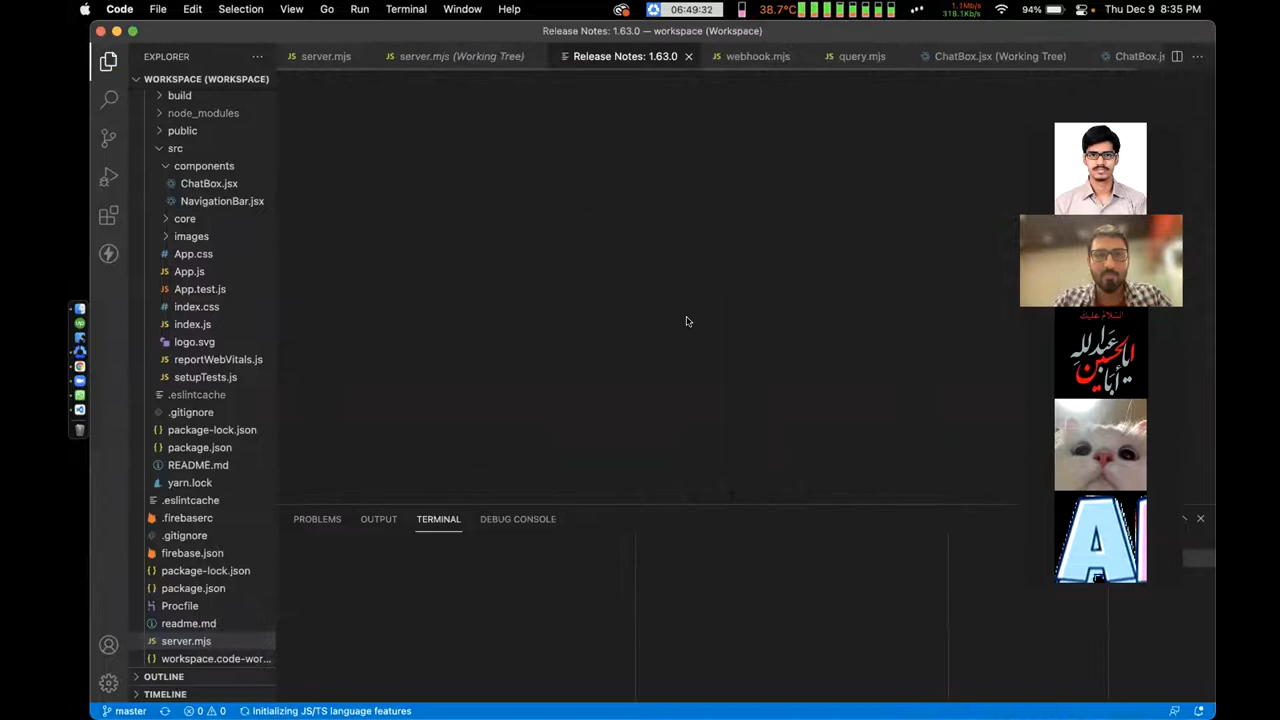 Code File Edit Selection View Go Run Terminal Window Help 06:49:32 38.7°C 1.1Mb/s 318.1Kb/s 94% Thu Dec 9 8:35 PM
Release Notes: 1.63.0 — workspace (Workspace)
EXPLORER
server.mjs server.mjs (Working Tree) Release Notes: 1.63.0 webhook.mjs query.mjs ChatBox.jsx (Working Tree) ChatBox.j
WORKSPACE (WORKSPACE)
build
node_modules
public
src
components
ChatBox.jsx
NavigationBar.jsx
core
images
App.css
App.js
App.test.js
index.css
index.js
logo.svg
reportWebVitals.js
setupTests.js
.eslintcache
.gitignore
package-lock.json
package.json
README.md
yarn.lock
.eslintcache
.firebaserc
.gitignore
firebase.json
package-lock.json
package.json
Procfile
readme.md
server.mjs
workspace.code-wor...
OUTLINE
TIMELINE
السلام عليك
PROBLEMS OUTPUT TERMINAL DEBUG CONSOLE
A
master 0 0 Initializing JS/TS language features